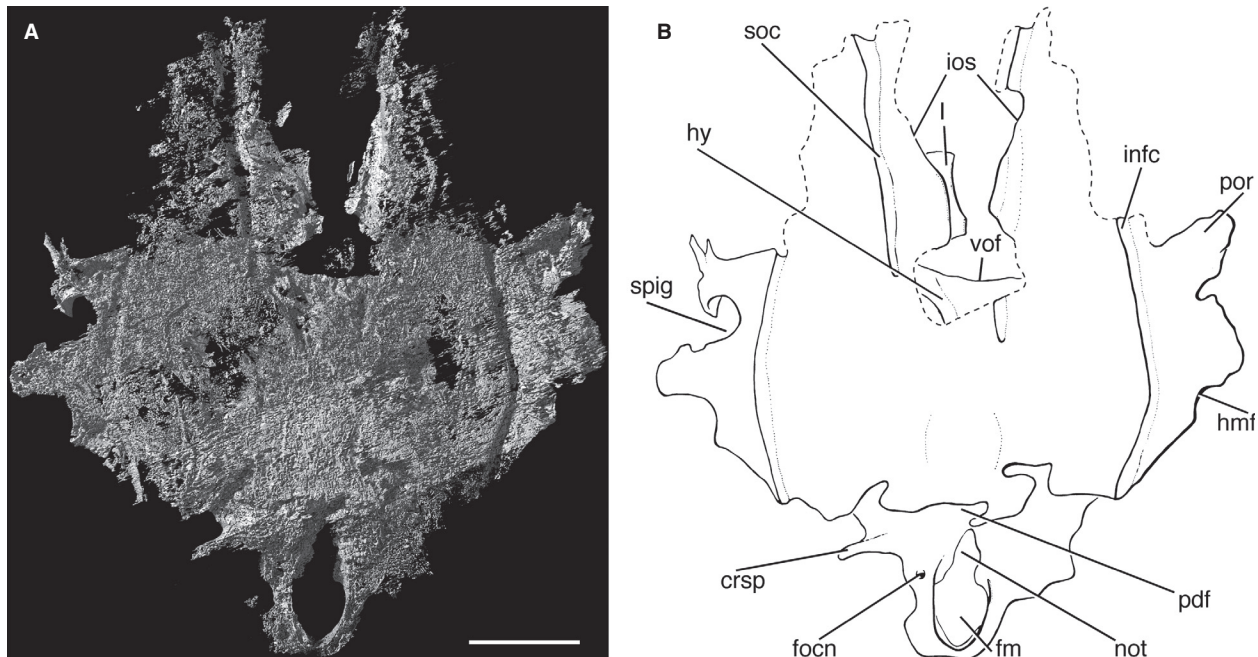 A
B
soc
ios
l
hy
infc
por
vof
spig
hmf
crsp
pdf
focn
fm
not